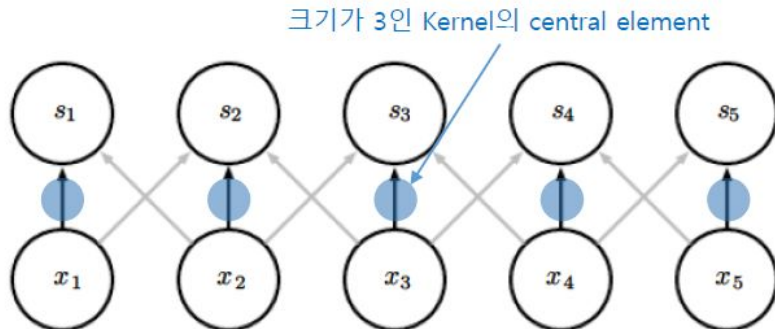 크기가 3인 Kernel의 central element
s₁ s₂ s₃ s₄ s₅
x₁ x₂ x₃ x₄ x₅